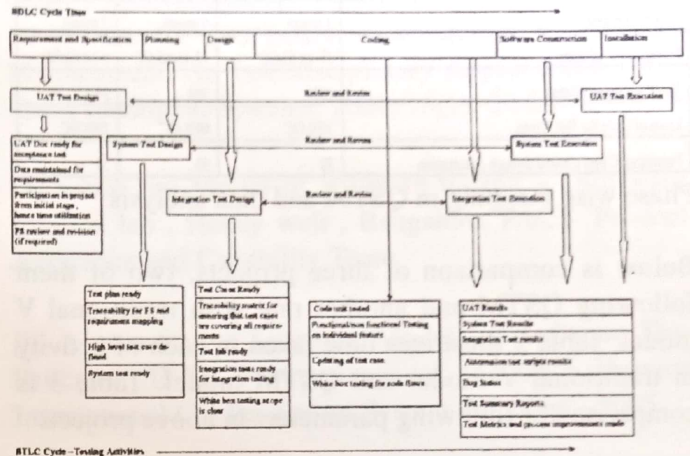 SDLC Cycle Times
Requirement and Specification
Planning
Design
Coding
Software Construction
Installation
UAT Test Design
Review and Review
UAT Test Execution
UAT Doc ready for
acceptance test
Data maintained for
requirements
Participation in project
from initial stage,
hence time utilization
FS review and revision
(if required)
System Test Design
Review and Review
System Test Execution
Integration Test Design
Review and Review
Integration Test Execution
Test plan ready
Traceability for FS and
requirement mapping
High level test cases
System test ready
Test Cases Ready
Traceability matrix for
ensuring that test cases
are covering all require-
ments
Test lab ready
Integration tests ready
for integration testing
White box testing scope
is clear
Code unit tested
Functional/non functional Testing
Updating of test case
White box testing for code
UAT Results
System Test Results
Integration Test results
Automation test scripts results
Bug Status
Test Summary Reports
Test Metrics and process improvements made
STLC Cycle – Testing Activities